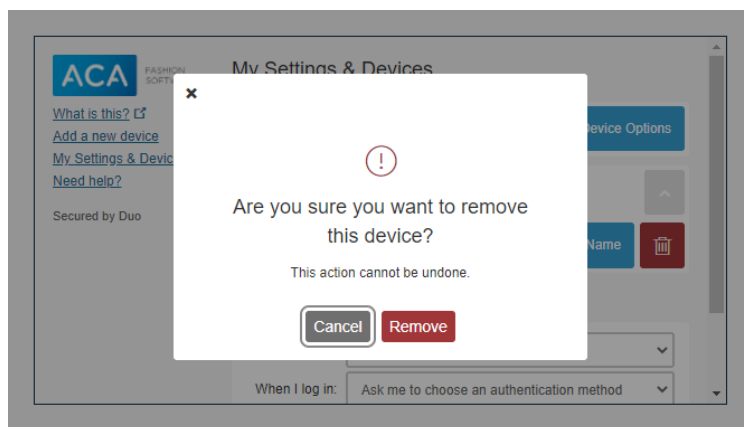 ACA
FASHION
My Settings & Devices
What is this?
Add a new device
My Settings & Devic
Need help?
Secured by Duo
Device Options
Name
Are you sure you want to remove
this device?
This action cannot be undone.
Cancel
Remove
When I log in:
Ask me to choose an authentication method